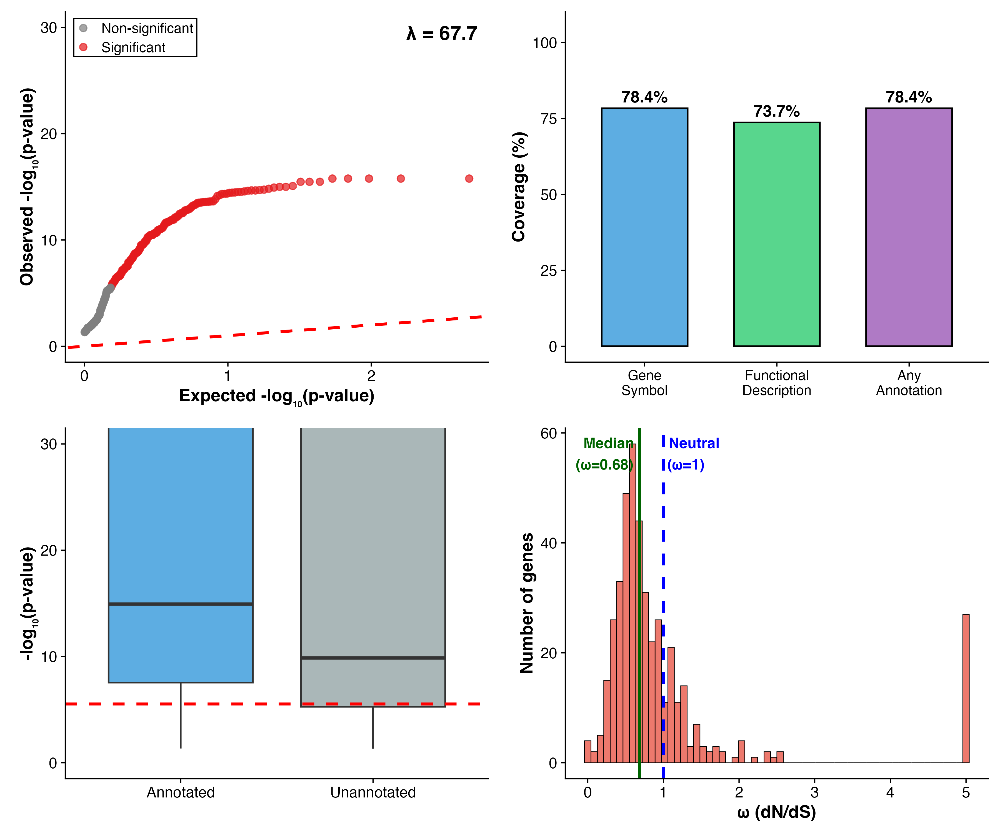 30
20
10
0
Observed -log10(p-value)
Non-significant
Significant
λ = 67.7
0 1 2
Expected -log10(p-value)
100
75
50
25
0
Coverage (%)
78.4%
73.7%
78.4%
Gene
Symbol
Functional
Description
Any
Annotation
30
20
10
0
-log10(p-value)
Annotated Unannotated
60
40
20
0
Number of genes
Median
(ω=0.68)
Neutral
(ω=1)
0 1 2 3 4 5
ω (dN/dS)